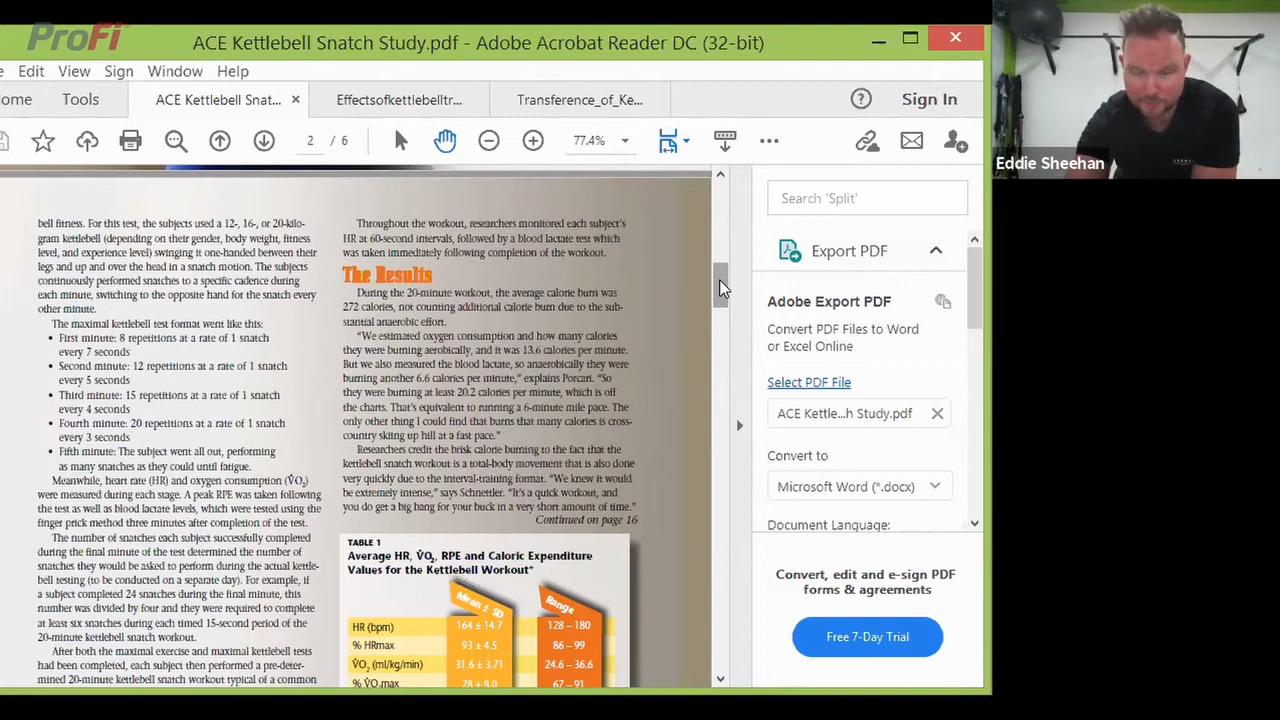 ProFi
ACE Kettlebell Snatch Study.pdf - Adobe Acrobat Reader DC (32-bit)
e Edit View Sign Window Help
ome Tools ACE Kettlebell Snat... × Effectsofkettlebelltr... Transference_of_Ke... Sign In
2 / 6 77.4%
Eddie Sheehan
bell fitness. For this test, the subjects used a 12-, 16-, or 20-kilo-
gram kettlebell (depending on their gender, body weight, fitness
level, and experience level) swinging it one-handed between their
legs and up and over the head in a snatch motion. The subjects
continuously performed snatches to a specific cadence during
each minute, switching to the opposite hand for the snatch every
other minute.
The maximal kettlebell test format went like this:
• First minute: 8 repetitions at a rate of 1 snatch
every 7 seconds
• Second minute: 12 repetitions at a rate of 1 snatch
every 5 seconds
• Third minute: 15 repetitions at a rate of 1 snatch
every 4 seconds
• Fourth minute: 20 repetitions at a rate of 1 snatch
every 3 seconds
• Fifth minute: The subject went all out, performing
as many snatches as they could until fatigue.
Meanwhile, heart rate (HR) and oxygen consumption (V̇O₂)
were measured during each stage. A peak RPE was taken following
the test as well as blood lactate levels, which were tested using the
finger prick method three minutes after completion of the test.
The number of snatches each subject successfully completed
during the final minute of the test determined the number of
snatches they would be asked to perform during the actual kettle-
bell testing (to be conducted on a separate day). For example, if
a subject completed 24 snatches during the final minute, this
number was divided by four and they were required to complete
at least six snatches during each timed 15-second period of the
20-minute kettlebell snatch workout.
After both the maximal exercise and maximal kettlebell tests
had been completed, each subject then performed a pre-deter-
mined 20-minute kettlebell snatch workout typical of a common
Throughout the workout, researchers monitored each subject's
HR at 60-second intervals, followed by a blood lactate test which
was taken immediately following completion of the workout.
The Results
During the 20-minute workout, the average calorie burn was
272 calories, not counting additional calorie burn due to the sub-
stantial anaerobic effort.
"We estimated oxygen consumption and how many calories
they were burning aerobically, and it was 13.6 calories per minute.
But we also measured the blood lactate, so anaerobically they were
burning another 6.6 calories per minute," explains Porcari. "So
they were burning at least 20.2 calories per minute, which is off
the charts. That's equivalent to running a 6-minute mile pace. The
only other thing I could find that burns that many calories is cross-
country skiing up hill at a fast pace."
Researchers credit the brisk calorie burning to the fact that the
kettlebell snatch workout is a total-body movement that is also done
very quickly due to the interval-training format. "We knew it would
be extremely intense," says Schnettler. "It's a quick workout, and
you do get a big bang for your buck in a very short amount of time."
Continued on page 16
TABLE 1
Average HR, V̇O₂, RPE and Caloric Expenditure
Values for the Kettlebell Workout*
Mean ± SD Range
HR (bpm) 164 ± 14.7 128 – 180
% HRmax 93 ± 4.5 86 – 99
V̇O₂ (ml/kg/min) 31.6 ± 3.71 24.6 – 36.6
% V̇O₂max 78 ± 8.0 67 – 91
Search 'Split'
Export PDF
Adobe Export PDF
Convert PDF Files to Word
or Excel Online
Select PDF File
ACE Kettle...h Study.pdf
Convert to
Microsoft Word (*.docx)
Document Language:
Convert, edit and e-sign PDF
forms & agreements
Free 7-Day Trial